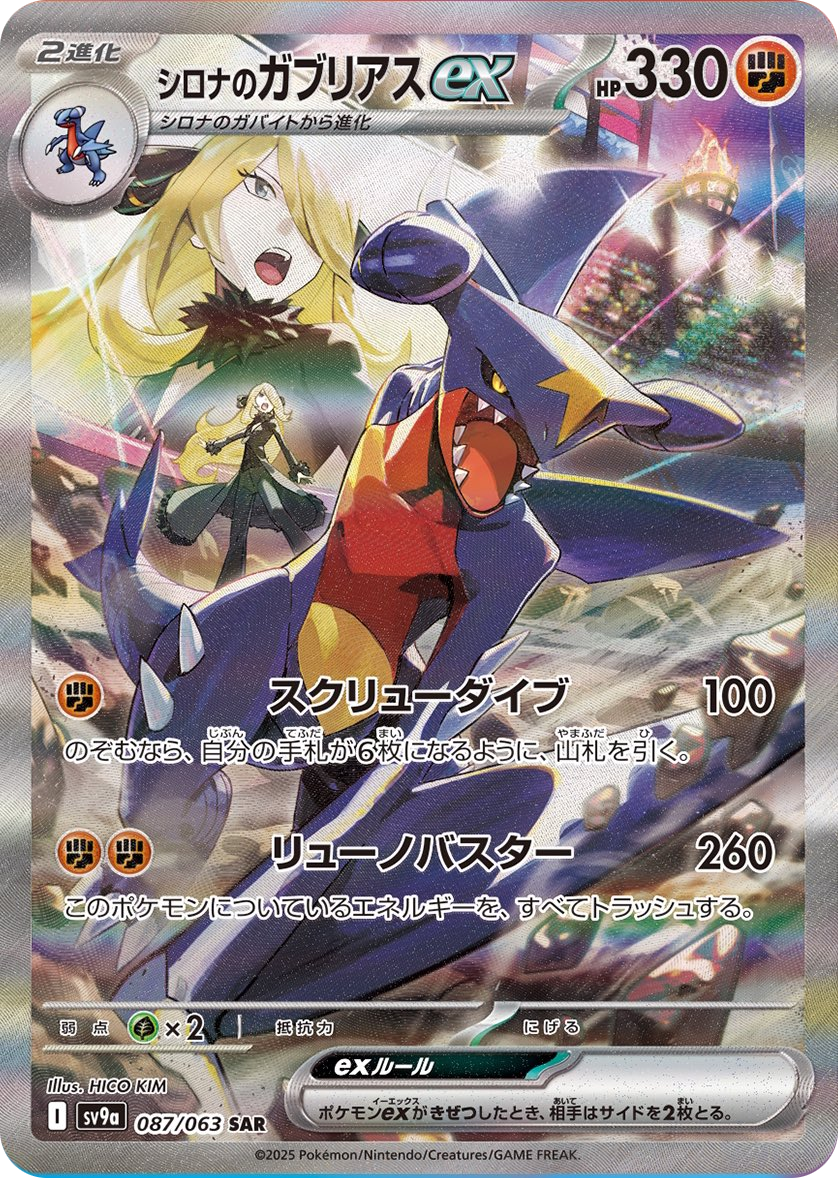 2進化
シロナのガブリアスex
HP330
シロナのガバイトから進化
スクリューダイブ 100
のぞむなら、自分の手札が6枚になるように、山札を引く。
リューノバスター 260
このポケモンについているエネルギーを、すべてトラッシュする。
弱点 ×2 抵抗力 にげる
exルール
ポケモンexがきぜつしたとき、相手はサイドを2枚とる。
Illus. HICO KIM
I sv9a 087/063 SAR
©2025 Pokémon/Nintendo/Creatures/GAME FREAK.